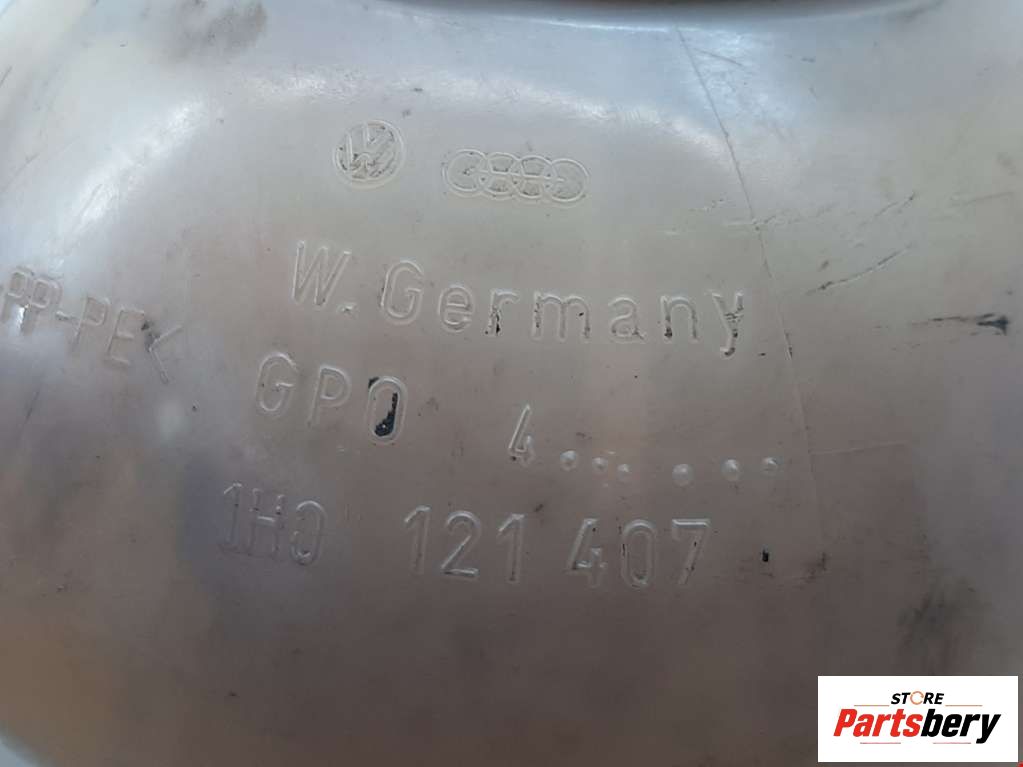 W. Germany
PP-PE<
GPO 4......
1H0 121 407
STORE
Partsbery